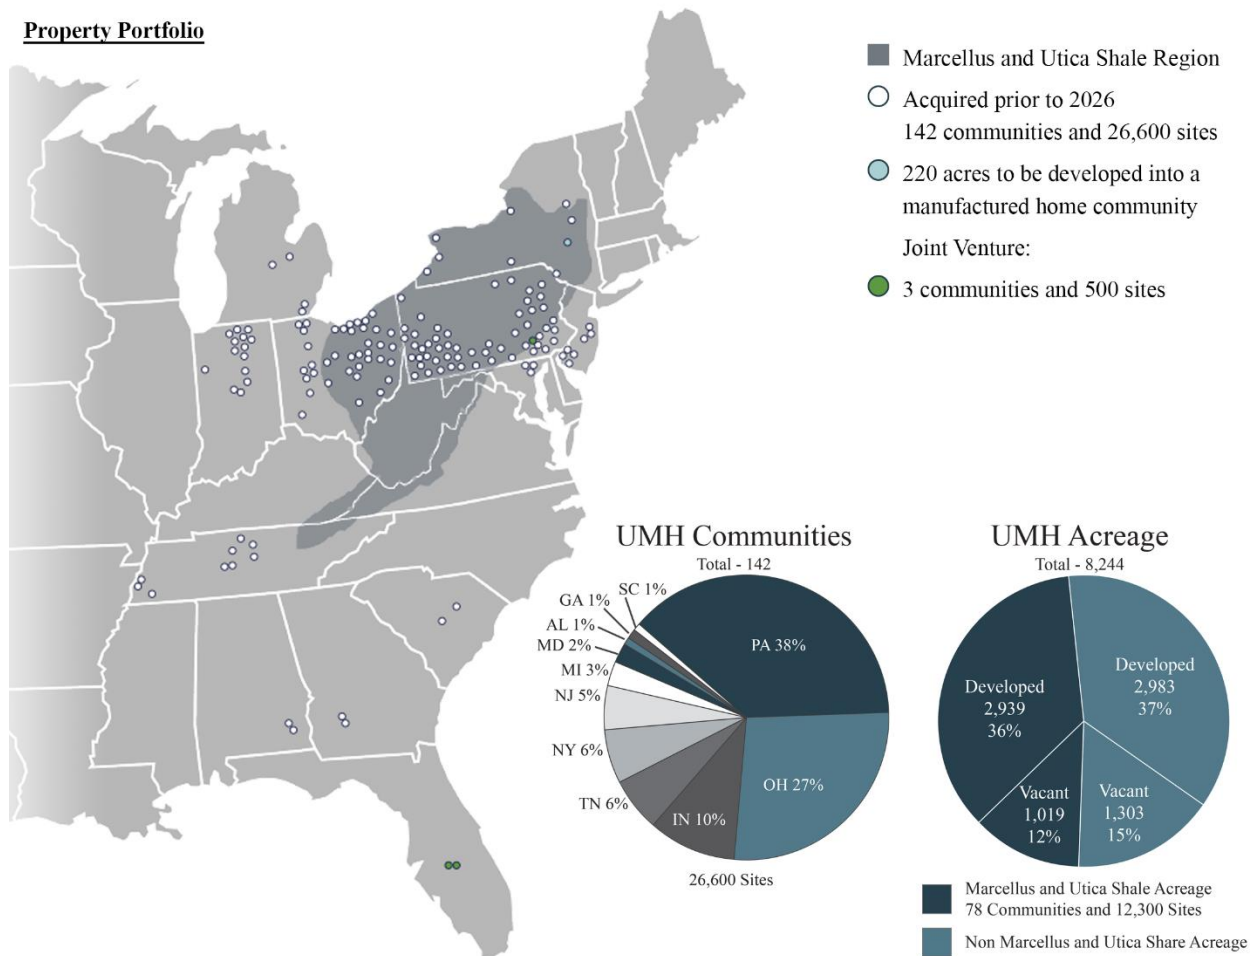 Property Portfolio
Marcellus and Utica Shale Region
Acquired prior to 2026
142 communities and 26,600 sites
220 acres to be developed into a
manufactured home community
Joint Venture:
3 communities and 500 sites
UMH Communities
Total - 142
SC 1%
GA 1%
AL 1%
MD 2%
MI 3%
NJ 5%
NY 6%
TN 6%
IN 10%
OH 27%
PA 38%
26,600 Sites
UMH Acreage
Total - 8,244
Developed
2,939
36%
Developed
2,983
37%
Vacant
1,019
12%
Vacant
1,303
15%
Marcellus and Utica Shale Acreage
78 Communities and 12,300 Sites
Non Marcellus and Utica Share Acreage